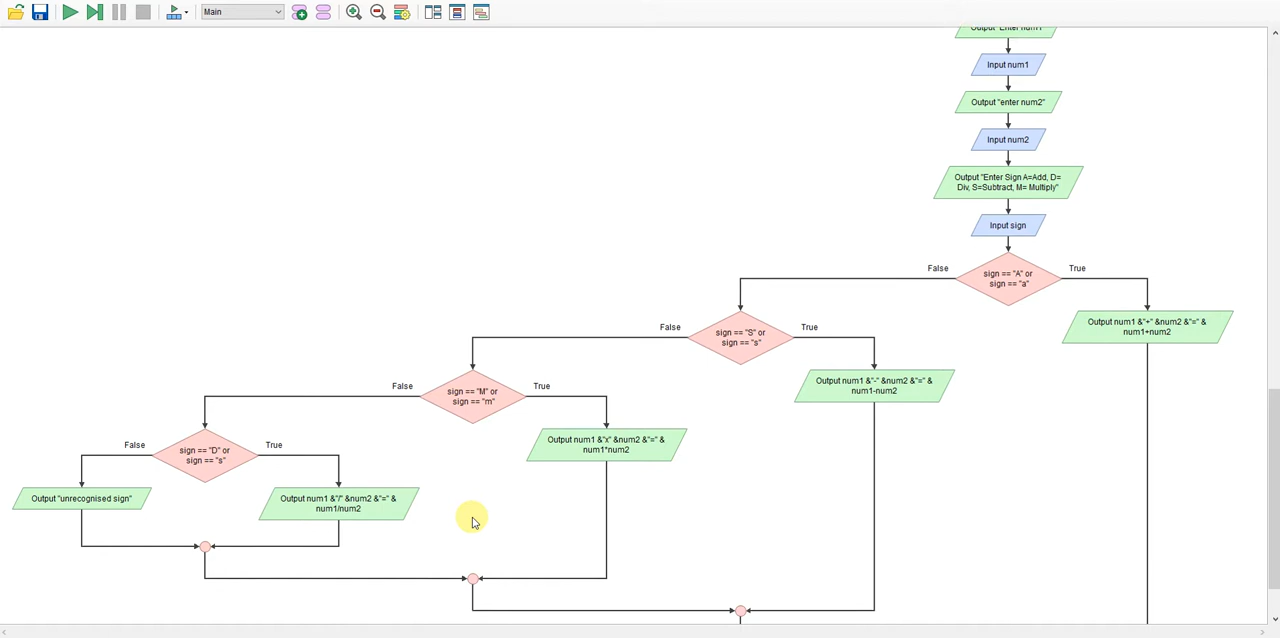 Main
Output "Enter num1"
Input num1
Output "enter num2"
Input num2
Output "Enter Sign A=Add, D=
Div, S=Subtract, M= Multiply"
Input sign
False
sign == "A" or
sign == "a"
True
Output num1 &"+" &num2 &"=" &
num1+num2
False
sign == "S" or
sign == "s"
True
Output num1 &"-" &num2 &"=" &
num1-num2
False
sign == "M" or
sign == "m"
True
Output num1 &"x" &num2 &"=" &
num1*num2
False
sign == "D" or
sign == "s"
True
Output "unrecognised sign"
Output num1 &"/" &num2 &"=" &
num1/num2